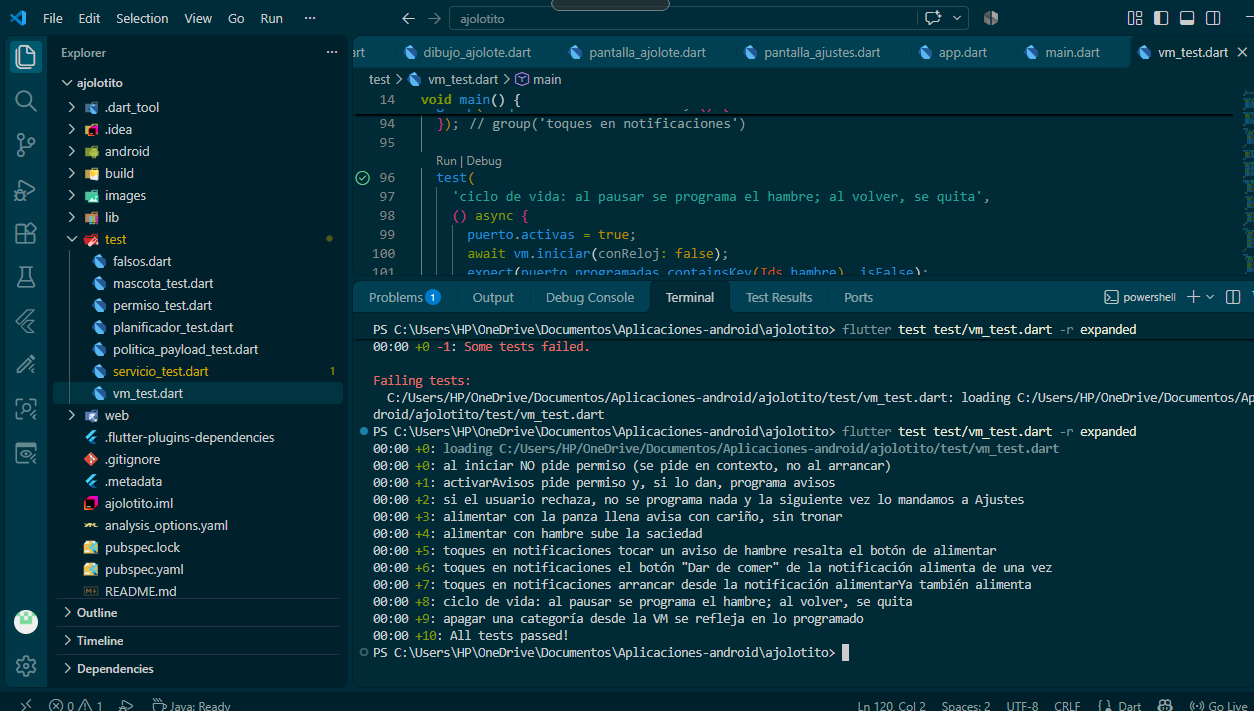 File Edit Selection View Go Run ···
ajolotito
Explorer ···
art dibujo_ajolote.dart pantalla_ajolote.dart pantalla_ajustes.dart app.dart main.dart vm_test.dart
test > vm_test.dart > main
ajolotito
.dart_tool
.idea
android
build
images
lib
test
falsos.dart
mascota_test.dart
permiso_test.dart
planificador_test.dart
politica_payload_test.dart
servicio_test.dart 1
vm_test.dart
web
.flutter-plugins-dependencies
.gitignore
.metadata
ajolotito.iml
analysis_options.yaml
pubspec.lock
pubspec.yaml
README.md
Outline
Timeline
Dependencies
14 void main() {
94 }); // group('toques en notificaciones')
95
Run | Debug
96 test(
97 'ciclo de vida: al pausar se programa el hambre; al volver, se quita',
98 () async {
99 puerto.activas = true;
100 await vm.iniciar(conReloj: false);
101 expect(puerto.programadas.containsKey(Ids.hambre), isFalse);
Problems 1 Output Debug Console Terminal Test Results Ports
powershell
PS C:\Users\HP\OneDrive\Documentos\Aplicaciones-android\ajolotito> flutter test test/vm_test.dart -r expanded
00:00 +0 -1: Some tests failed.
Failing tests:
C:/Users/HP/OneDrive/Documentos/Aplicaciones-android/ajolotito/test/vm_test.dart: loading C:/Users/HP/OneDrive/Documentos/Ap
droid/ajolotito/test/vm_test.dart
PS C:\Users\HP\OneDrive\Documentos\Aplicaciones-android\ajolotito> flutter test test/vm_test.dart -r expanded
00:00 +0: loading C:/Users/HP/OneDrive/Documentos/Aplicaciones-android/ajolotito/test/vm_test.dart
00:00 +0: al iniciar NO pide permiso (se pide en contexto, no al arrancar)
00:00 +1: activarAvisos pide permiso y, si lo dan, programa avisos
00:00 +2: si el usuario rechaza, no se programa nada y la siguiente vez lo mandamos a Ajustes
00:00 +3: alimentar con la panza llena avisa con cariño, sin tronar
00:00 +4: alimentar con hambre sube la saciedad
00:00 +5: toques en notificaciones tocar un aviso de hambre resalta el botón de alimentar
00:00 +6: toques en notificaciones el botón "Dar de comer" de la notificación alimenta de una vez
00:00 +7: toques en notificaciones arrancar desde la notificación alimentarYa también alimenta
00:00 +8: ciclo de vida: al pausar se programa el hambre; al volver, se quita
00:00 +9: apagar una categoría desde la VM se refleja en lo programado
00:00 +10: All tests passed!
PS C:\Users\HP\OneDrive\Documentos\Aplicaciones-android\ajolotito>
0 1 Java: Ready Ln 120, Col 2 Spaces: 2 UTF-8 CRLF {} Dart Go Live